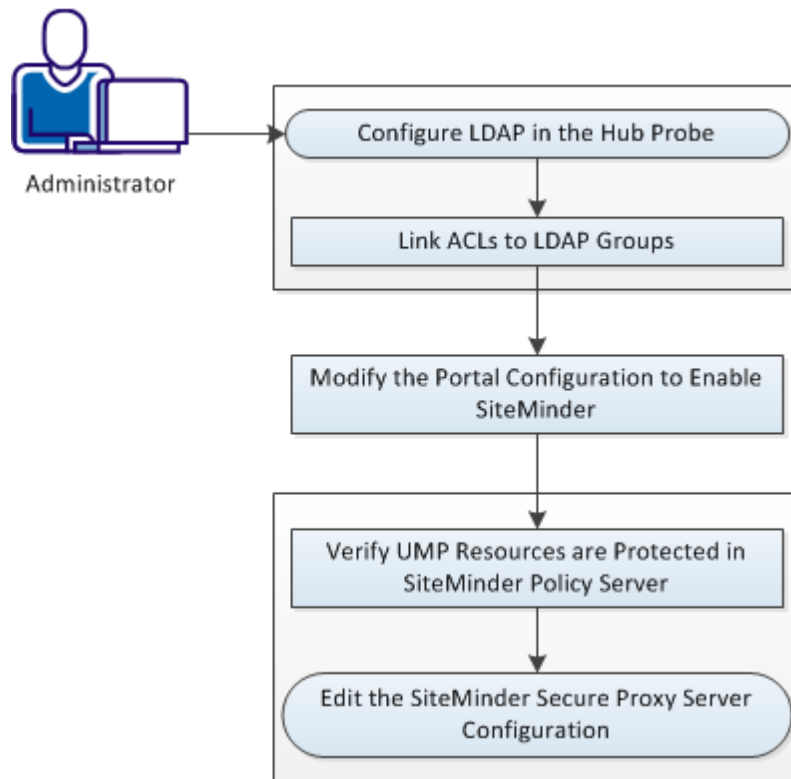 Administrator
Configure LDAP in the Hub Probe
Link ACLs to LDAP Groups
Modify the Portal Configuration to Enable
SiteMinder
Verify UMP Resources are Protected in
SiteMinder Policy Server
Edit the SiteMinder Secure Proxy Server
Configuration